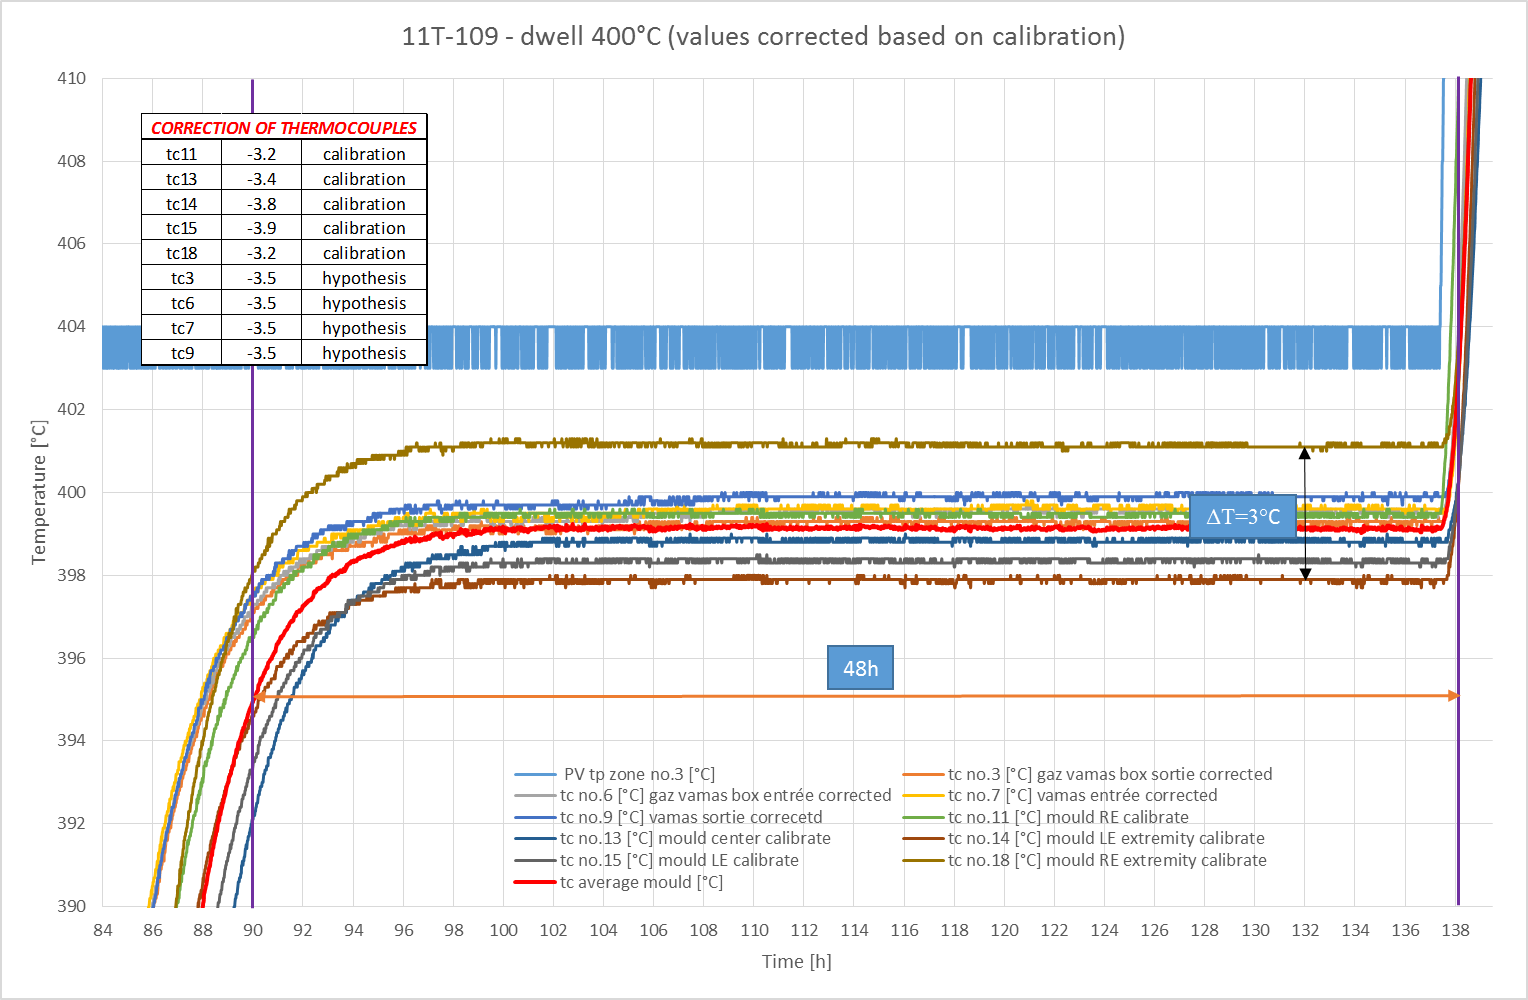 11T-109 - dwell 400°C (values corrected based on calibration)
410
408
406
404
402
400
398
396
394
392
390
Temperature [°C]
CORRECTION OF THERMOCOUPLES
tc11 -3.2 calibration
tc13 -3.4 calibration
tc14 -3.8 calibration
tc15 -3.9 calibration
tc18 -3.2 calibration
tc3 -3.5 hypothesis
tc6 -3.5 hypothesis
tc7 -3.5 hypothesis
tc9 -3.5 hypothesis
ΔT=3°C
48h
PV tp zone no.3 [°C]
tc no.3 [°C] gaz vamas box sortie corrected
tc no.6 [°C] gaz vamas box entrée corrected
tc no.7 [°C] vamas entrée corrected
tc no.9 [°C] vamas sortie correcetd
tc no.11 [°C] mould RE calibrate
tc no.13 [°C] mould center calibrate
tc no.14 [°C] mould LE extremity calibrate
tc no.15 [°C] mould LE calibrate
tc no.18 [°C] mould RE extremity calibrate
tc average mould [°C]
84 86 88 90 92 94 96 98 100 102 104 106 108 110 112 114 116 118 120 122 124 126 128 130 132 134 136 138
Time [h]